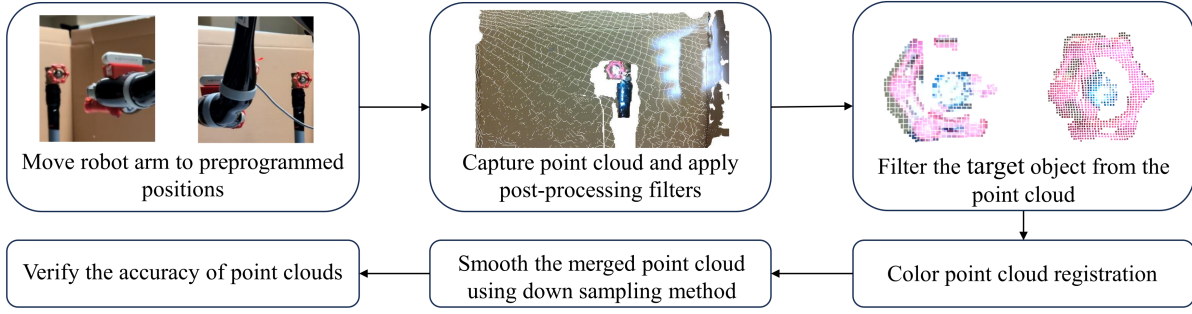 Move robot arm to preprogrammed
positions
Capture point cloud and apply
post-processing filters
Filter the target object from the
point cloud
Color point cloud registration
Smooth the merged point cloud
using down sampling method
Verify the accuracy of point clouds